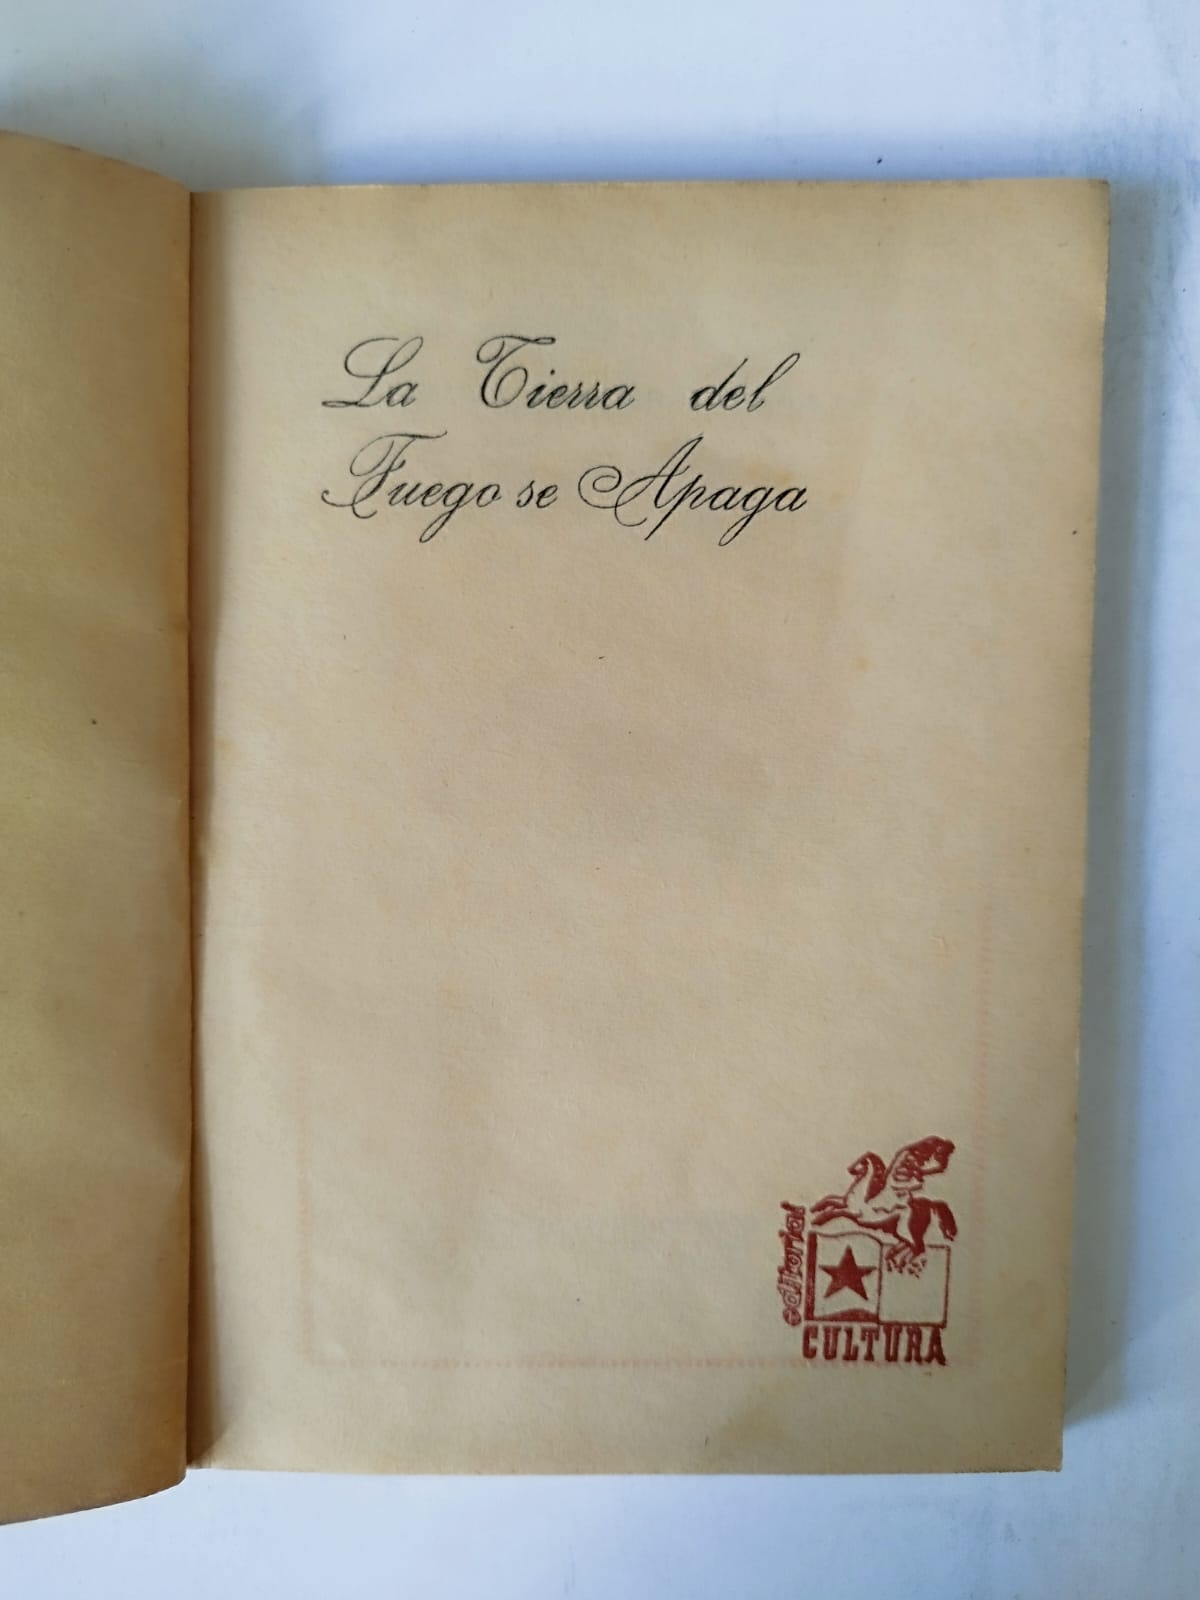 La Tierra del
Fuego se Apaga
editorial
CULTURA